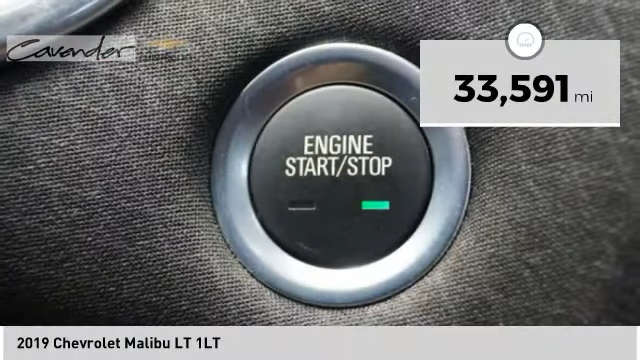 Cavender
33,591 mi
ENGINE
START/STOP
2019 Chevrolet Malibu LT 1LT